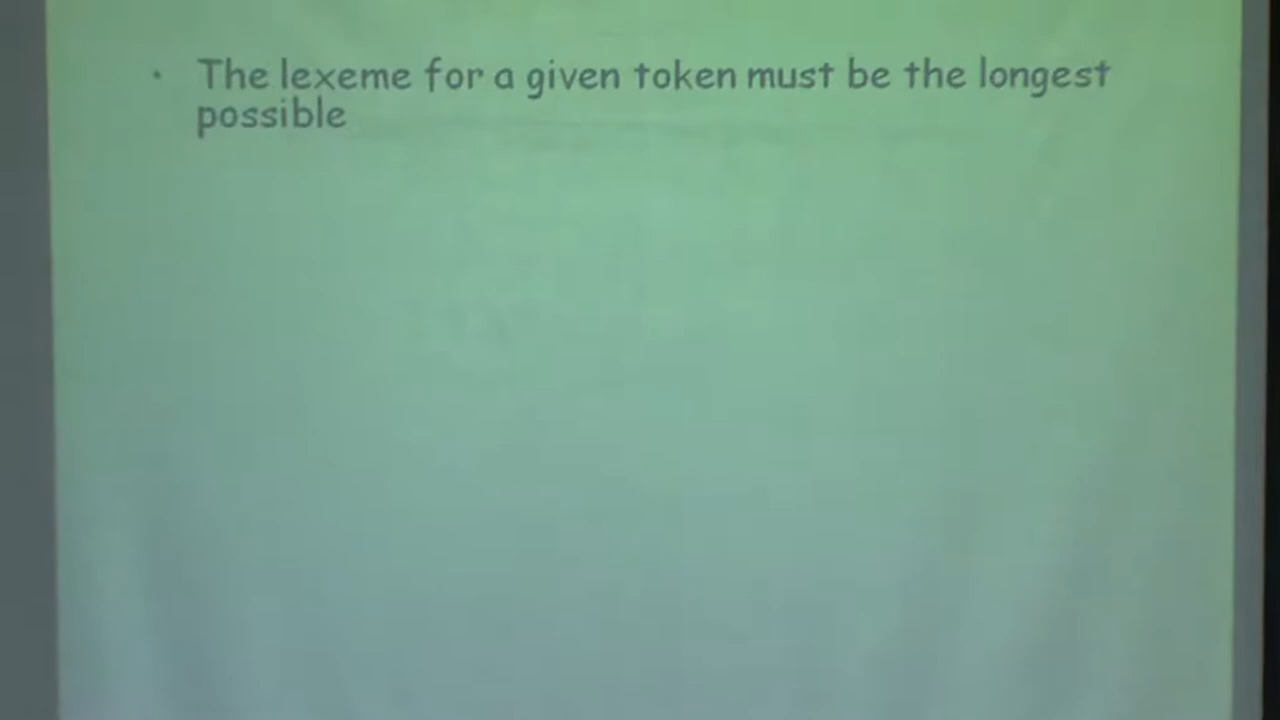 • The lexeme for a given token must be the longest
possible